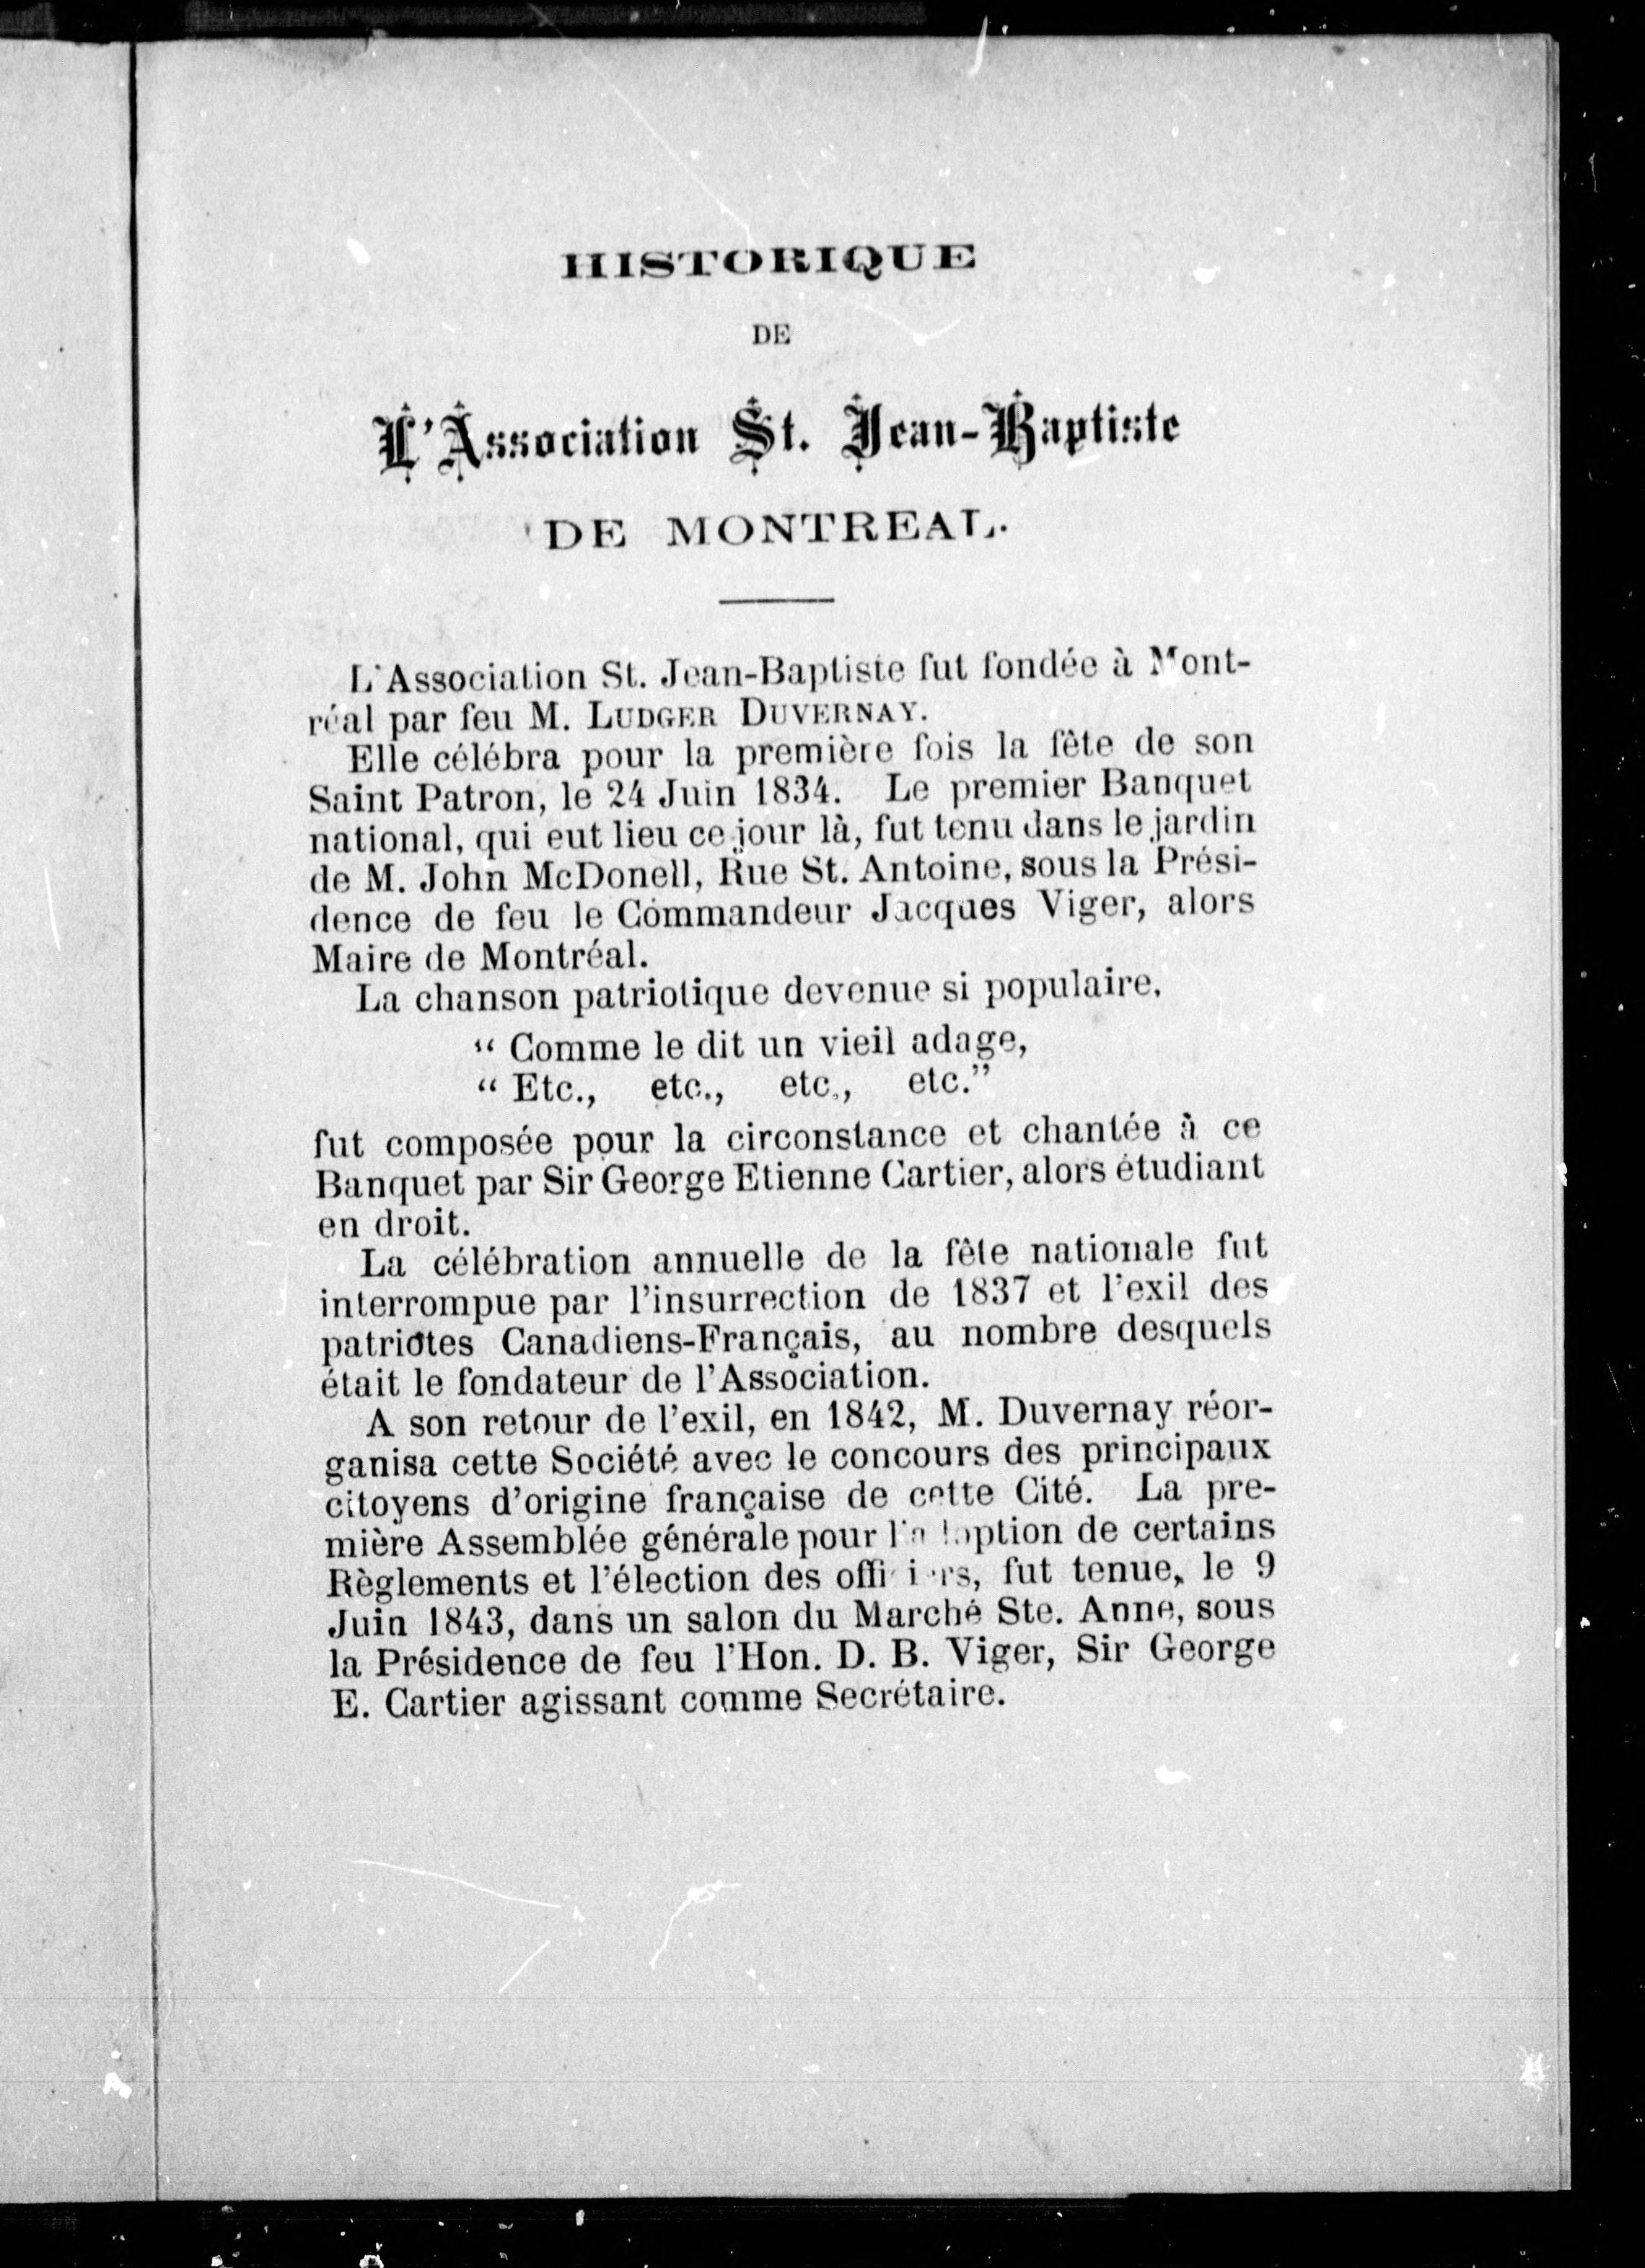 HISTORIQUE
DE
L'Association St. Jean-Baptiste
DE MONTREAL.
L'Association St. Jean-Baptiste fut fondée à Mont-
réal par feu M. LUDGER DUVERNAY.
Elle célébra pour la première fois la fête de son
Saint Patron, le 24 Juin 1834. Le premier Banquet
national, qui eut lieu ce jour là, fut tenu dans le jardin
de M. John McDonell, Rue St. Antoine, sous la Prési-
dence de feu le Commandeur Jacques Viger, alors
Maire de Montréal.
La chanson patriotique devenue si populaire,
“ Comme le dit un vieil adage,
“ Etc., etc., etc., etc.”
fut composée pour la circonstance et chantée à ce
Banquet par Sir George Etienne Cartier, alors étudiant
en droit.
La célébration annuelle de la fête nationale fut
interrompue par l'insurrection de 1837 et l'exil des
patriotes Canadiens-Français, au nombre desquels
était le fondateur de l'Association.
A son retour de l'exil, en 1842, M. Duvernay réor-
ganisa cette Société avec le concours des principaux
citoyens d'origine française de cette Cité. La pre-
mière Assemblée générale pour l'adoption de certains
Règlements et l'élection des officiers, fut tenue, le 9
Juin 1843, dans un salon du Marché Ste. Anne, sous
la Présidence de feu l'Hon. D. B. Viger, Sir George
E. Cartier agissant comme Secrétaire.